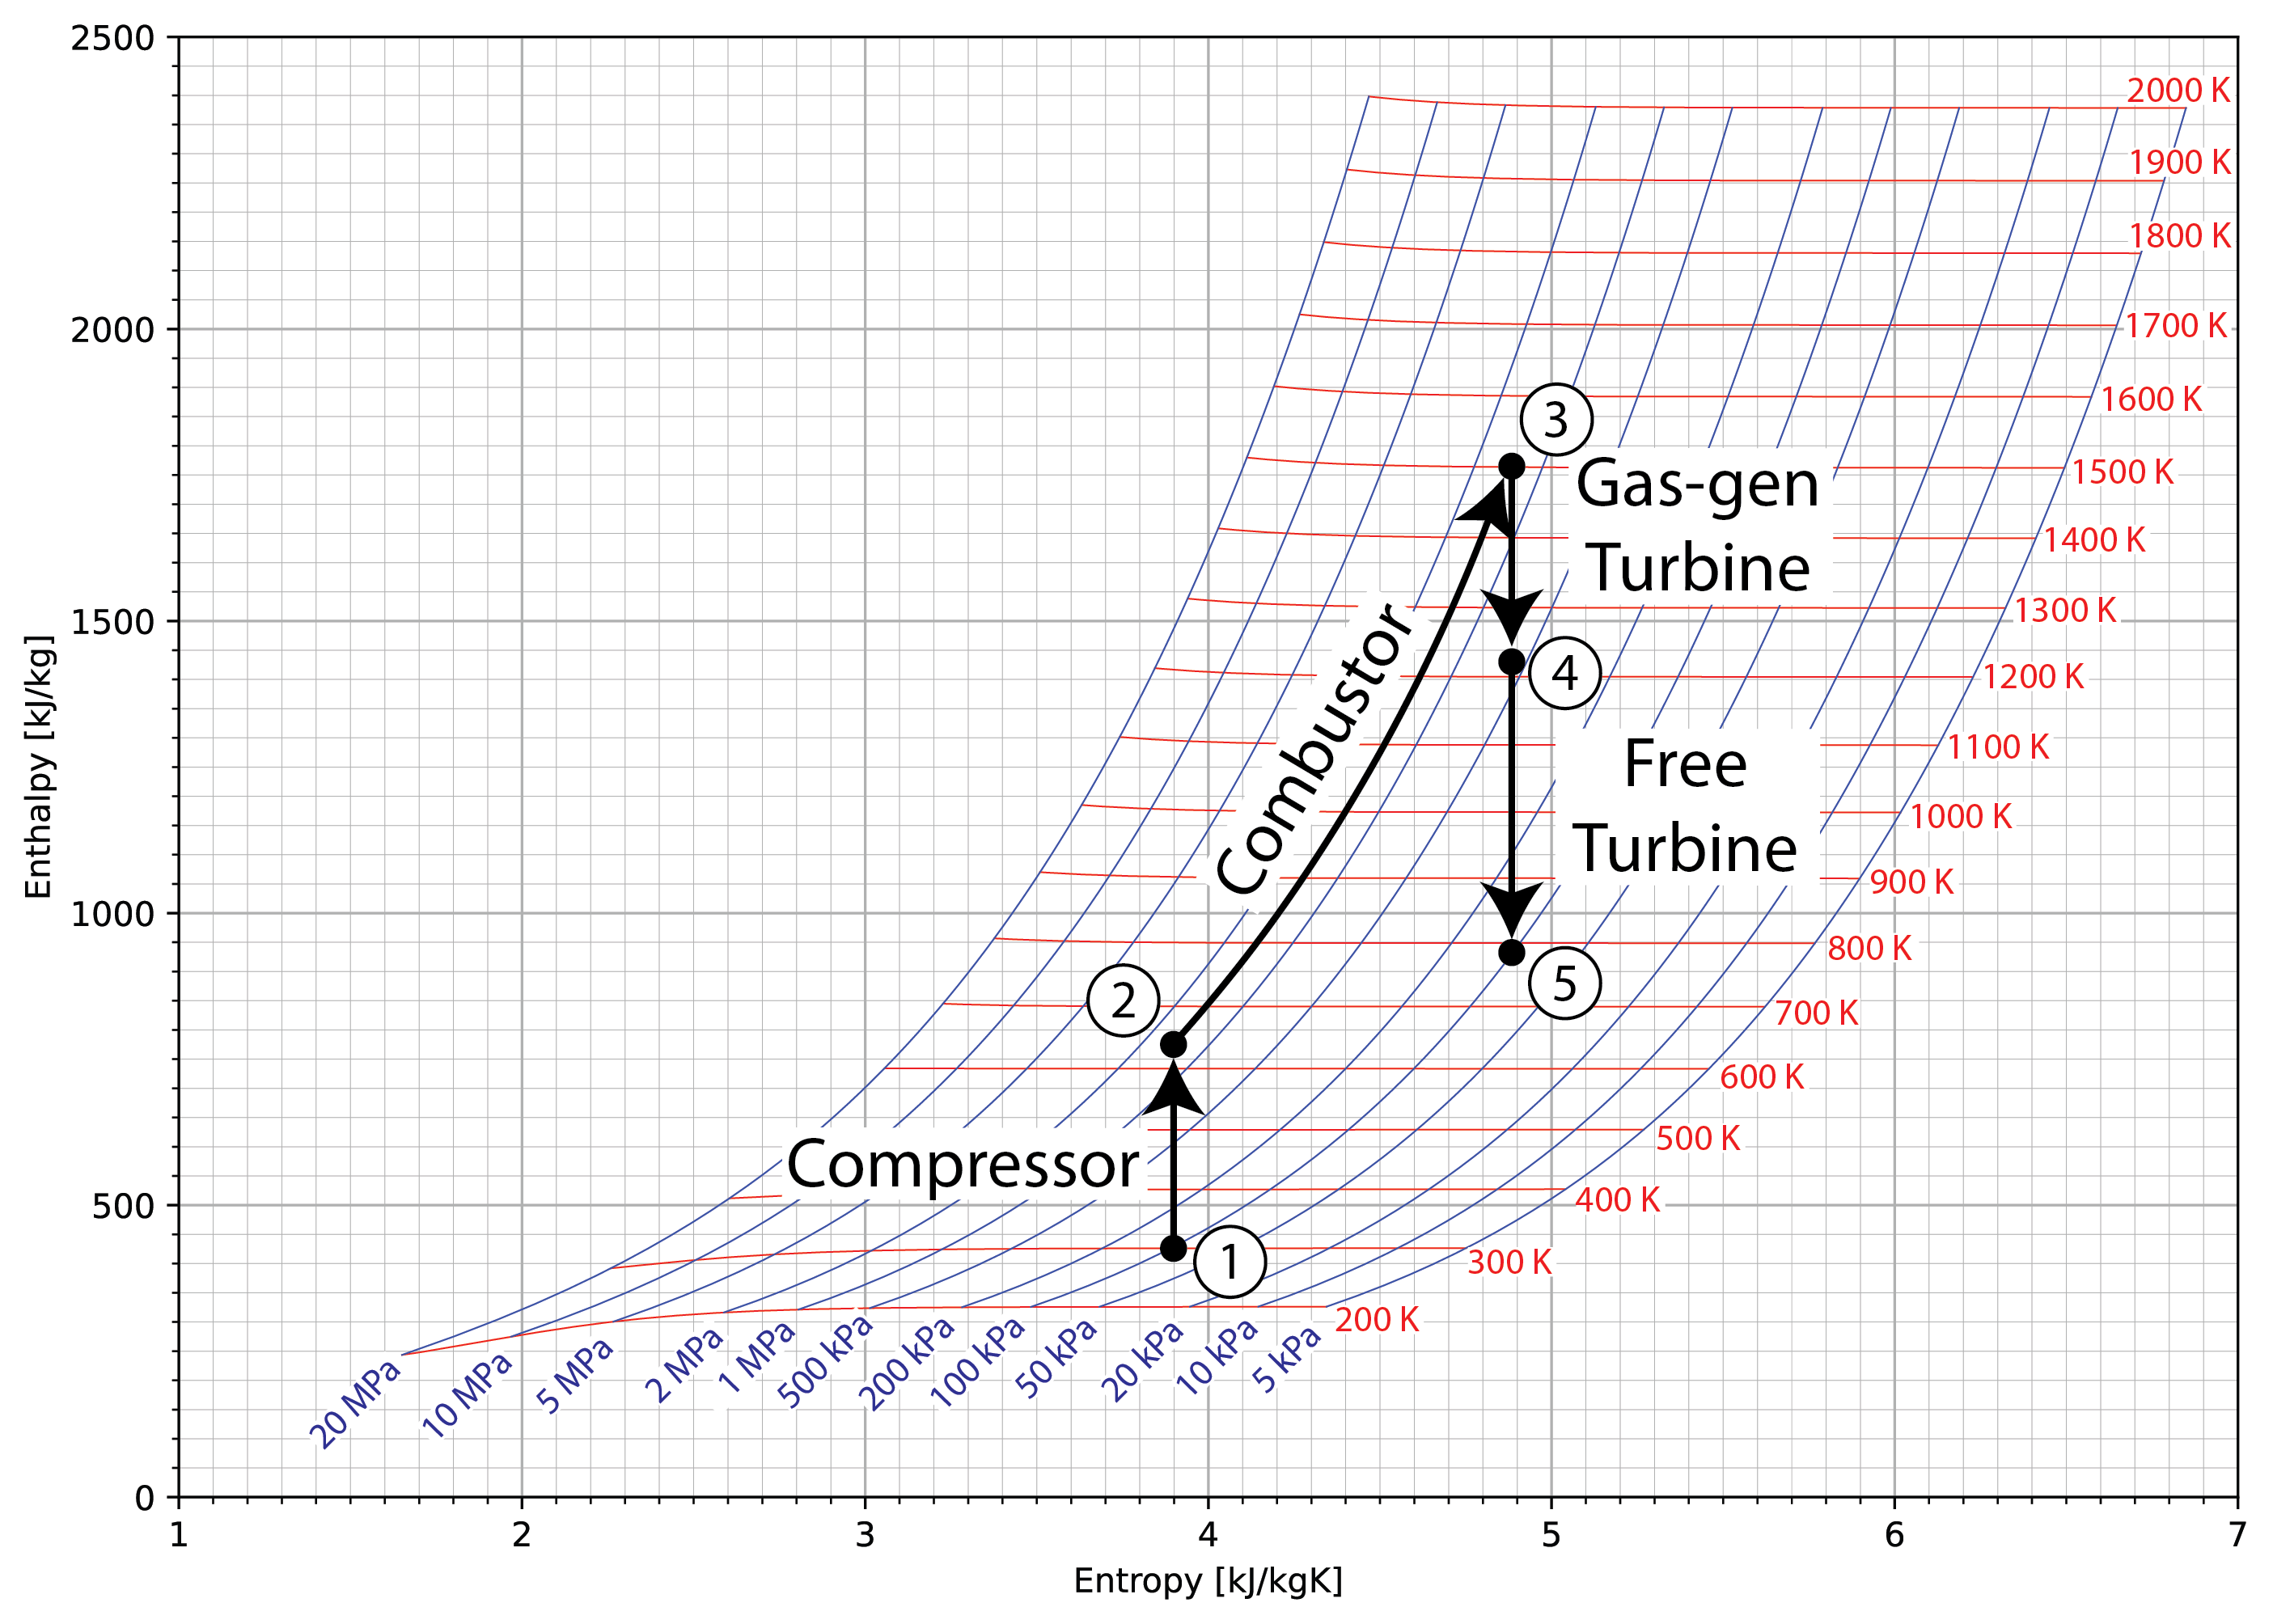 2500
2000
1500
1000
500
0
Enthalpy [kJ/kg]
1
2
3
4
5
6
7
Entropy [kJ/kgK]
2000 K
1900 K
1800 K
1700 K
1600 K
1500 K
1400 K
1300 K
1200 K
1100 K
1000 K
900 K
800 K
700 K
600 K
500 K
400 K
300 K
200 K
20 MPa
10 MPa
5 MPa
2 MPa
1 MPa
500 kPa
200 kPa
100 kPa
50 kPa
20 kPa
10 kPa
5 kPa
3
Gas-gen
Turbine
4
Combustor
Free
Turbine
5
2
Compressor
1